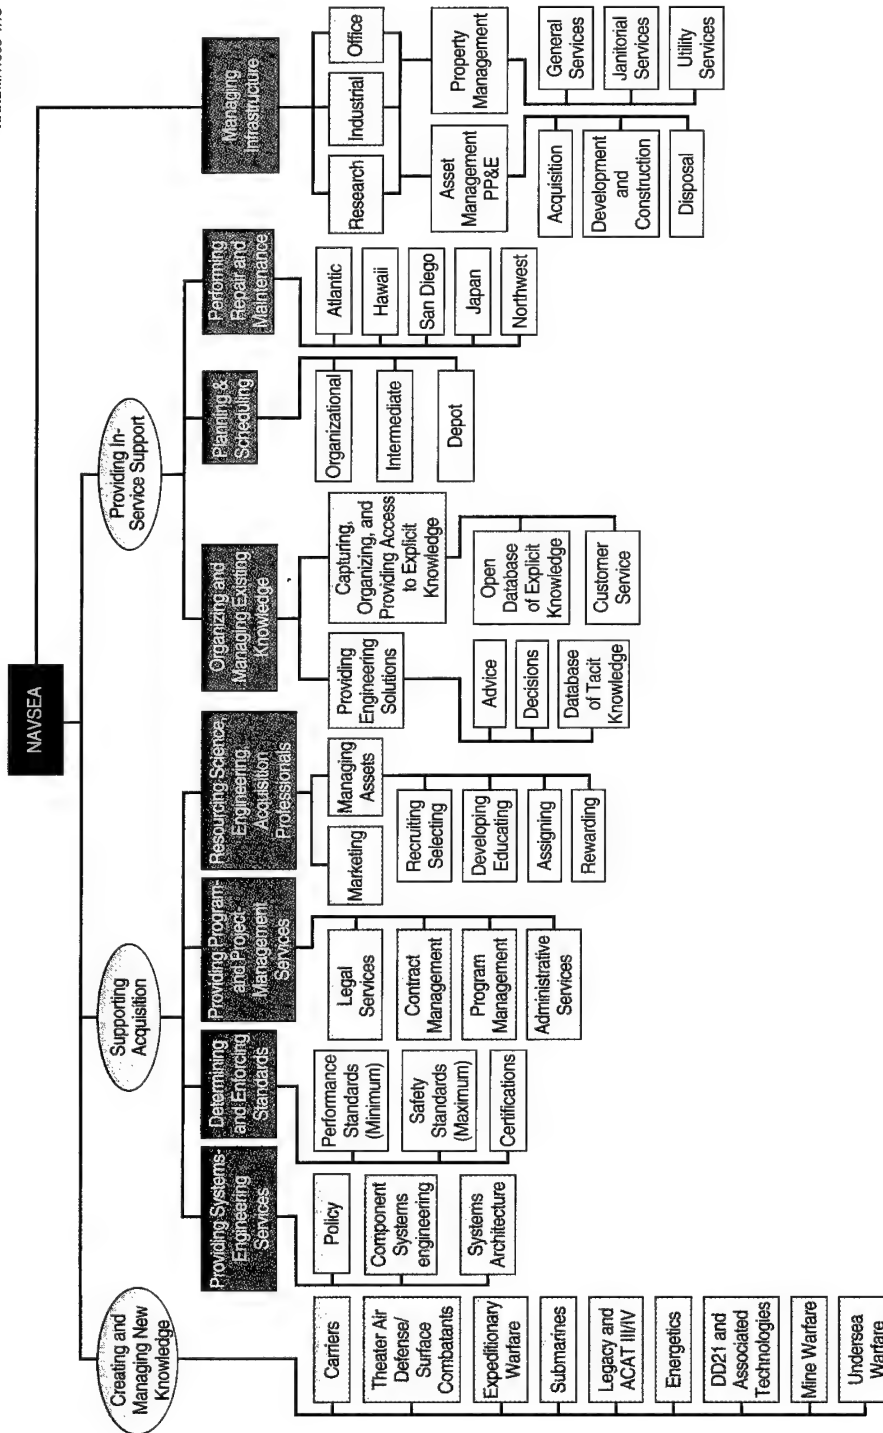 NAVSEA
Creating and
Managing New
Knowledge
Supporting
Acquisition
Providing In-
Service Support
Providing Systems-
Engineering
Services
Determining
and Enforcing
Standards
Providing Program-
and Project-
Management
Services
Resourcing Science,
Engineering,
Acquisition
Professionals
Organizing and
Managing Existing
Knowledge
Planning &
Scheduling
Performing
Repair and
Maintenance
Managing
Infrastructure
Carriers
Theater Air
Defense/
Surface
Combatants
Expeditionary
Warfare
Submarines
Legacy and
ACAT III/IV
Energetics
DD21 and
Associated
Technologies
Mine Warfare
Undersea
Warfare
Policy
Component
Systems
engineering
Systems
Architecture
Performance
Standards
(Minimum)
Safety
Standards
(Maximum)
Certifications
Legal
Services
Contract
Management
Program
Management
Administrative
Services
Marketing
Managing
Assets
Recruiting
Selecting
Developing
Educating
Assigning
Rewarding
Providing
Engineering
Solutions
Advice
Decisions
Database
of Tacit
Knowledge
Capturing,
Organizing, and
Providing Access
to Explicit
Knowledge
Open
Database
of Explicit
Knowledge
Customer
Service
Organizational
Intermediate
Depot
Atlantic
Hawaii
San Diego
Japan
Northwest
Research
Industrial
Office
Asset
Management
PP&E
Property
Management
Acquisition
Development
and
Construction
Disposal
General
Services
Janitorial
Services
Utility
Services